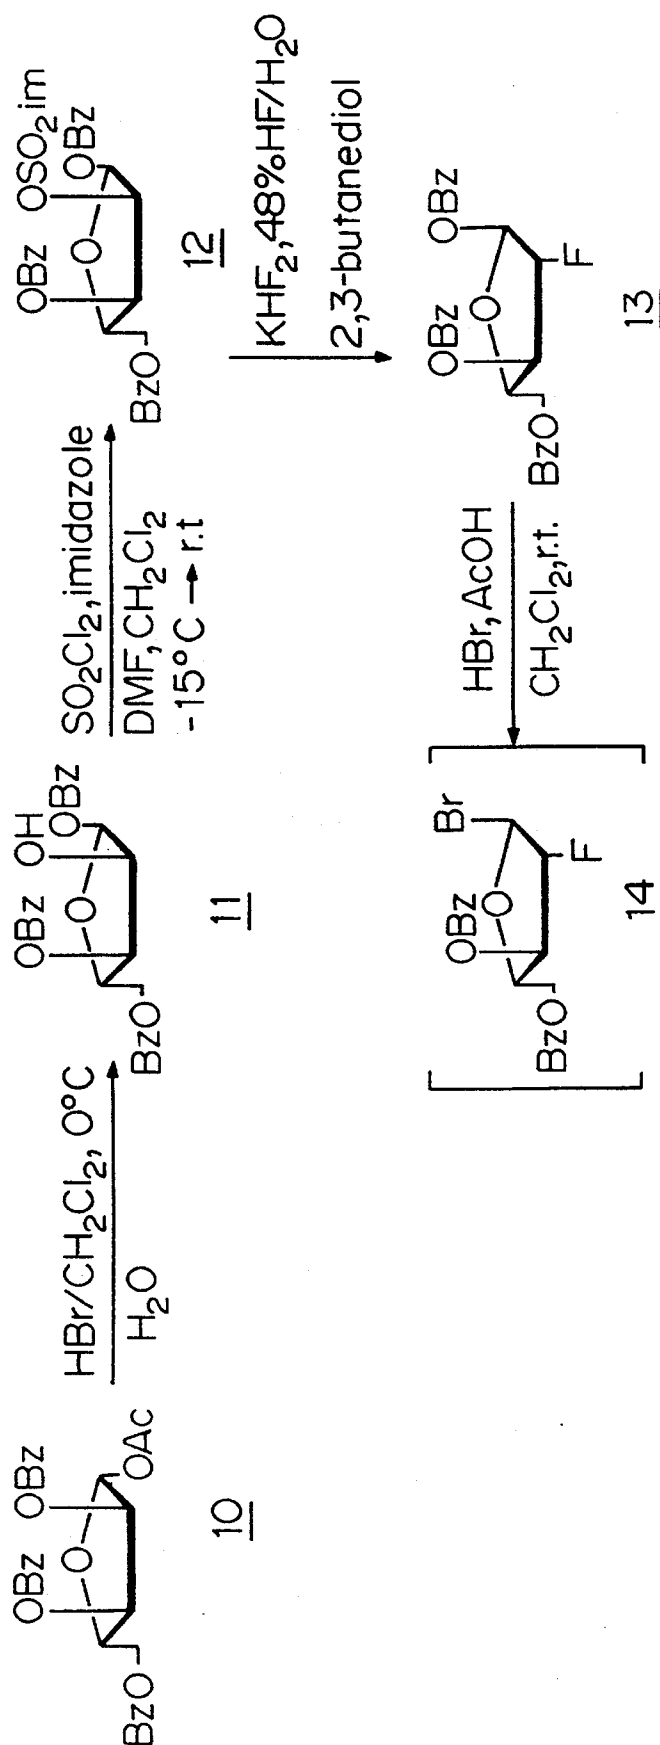 OBz OBz
O
BzO OAc
10
HBr/CH2Cl2, 0°C
H2O
OBz OH
O OBz
BzO
11
SO2Cl2, imidazole
DMF, CH2Cl2
-15°C → r.t
OBz OSO2im
O OBz
BzO
12
KHF2, 48%HF/H2O
2,3-butanediol
OBz OBz
O
BzO F
13
HBr, AcOH
CH2Cl2, r.t.
OBz Br
O
BzO F
14